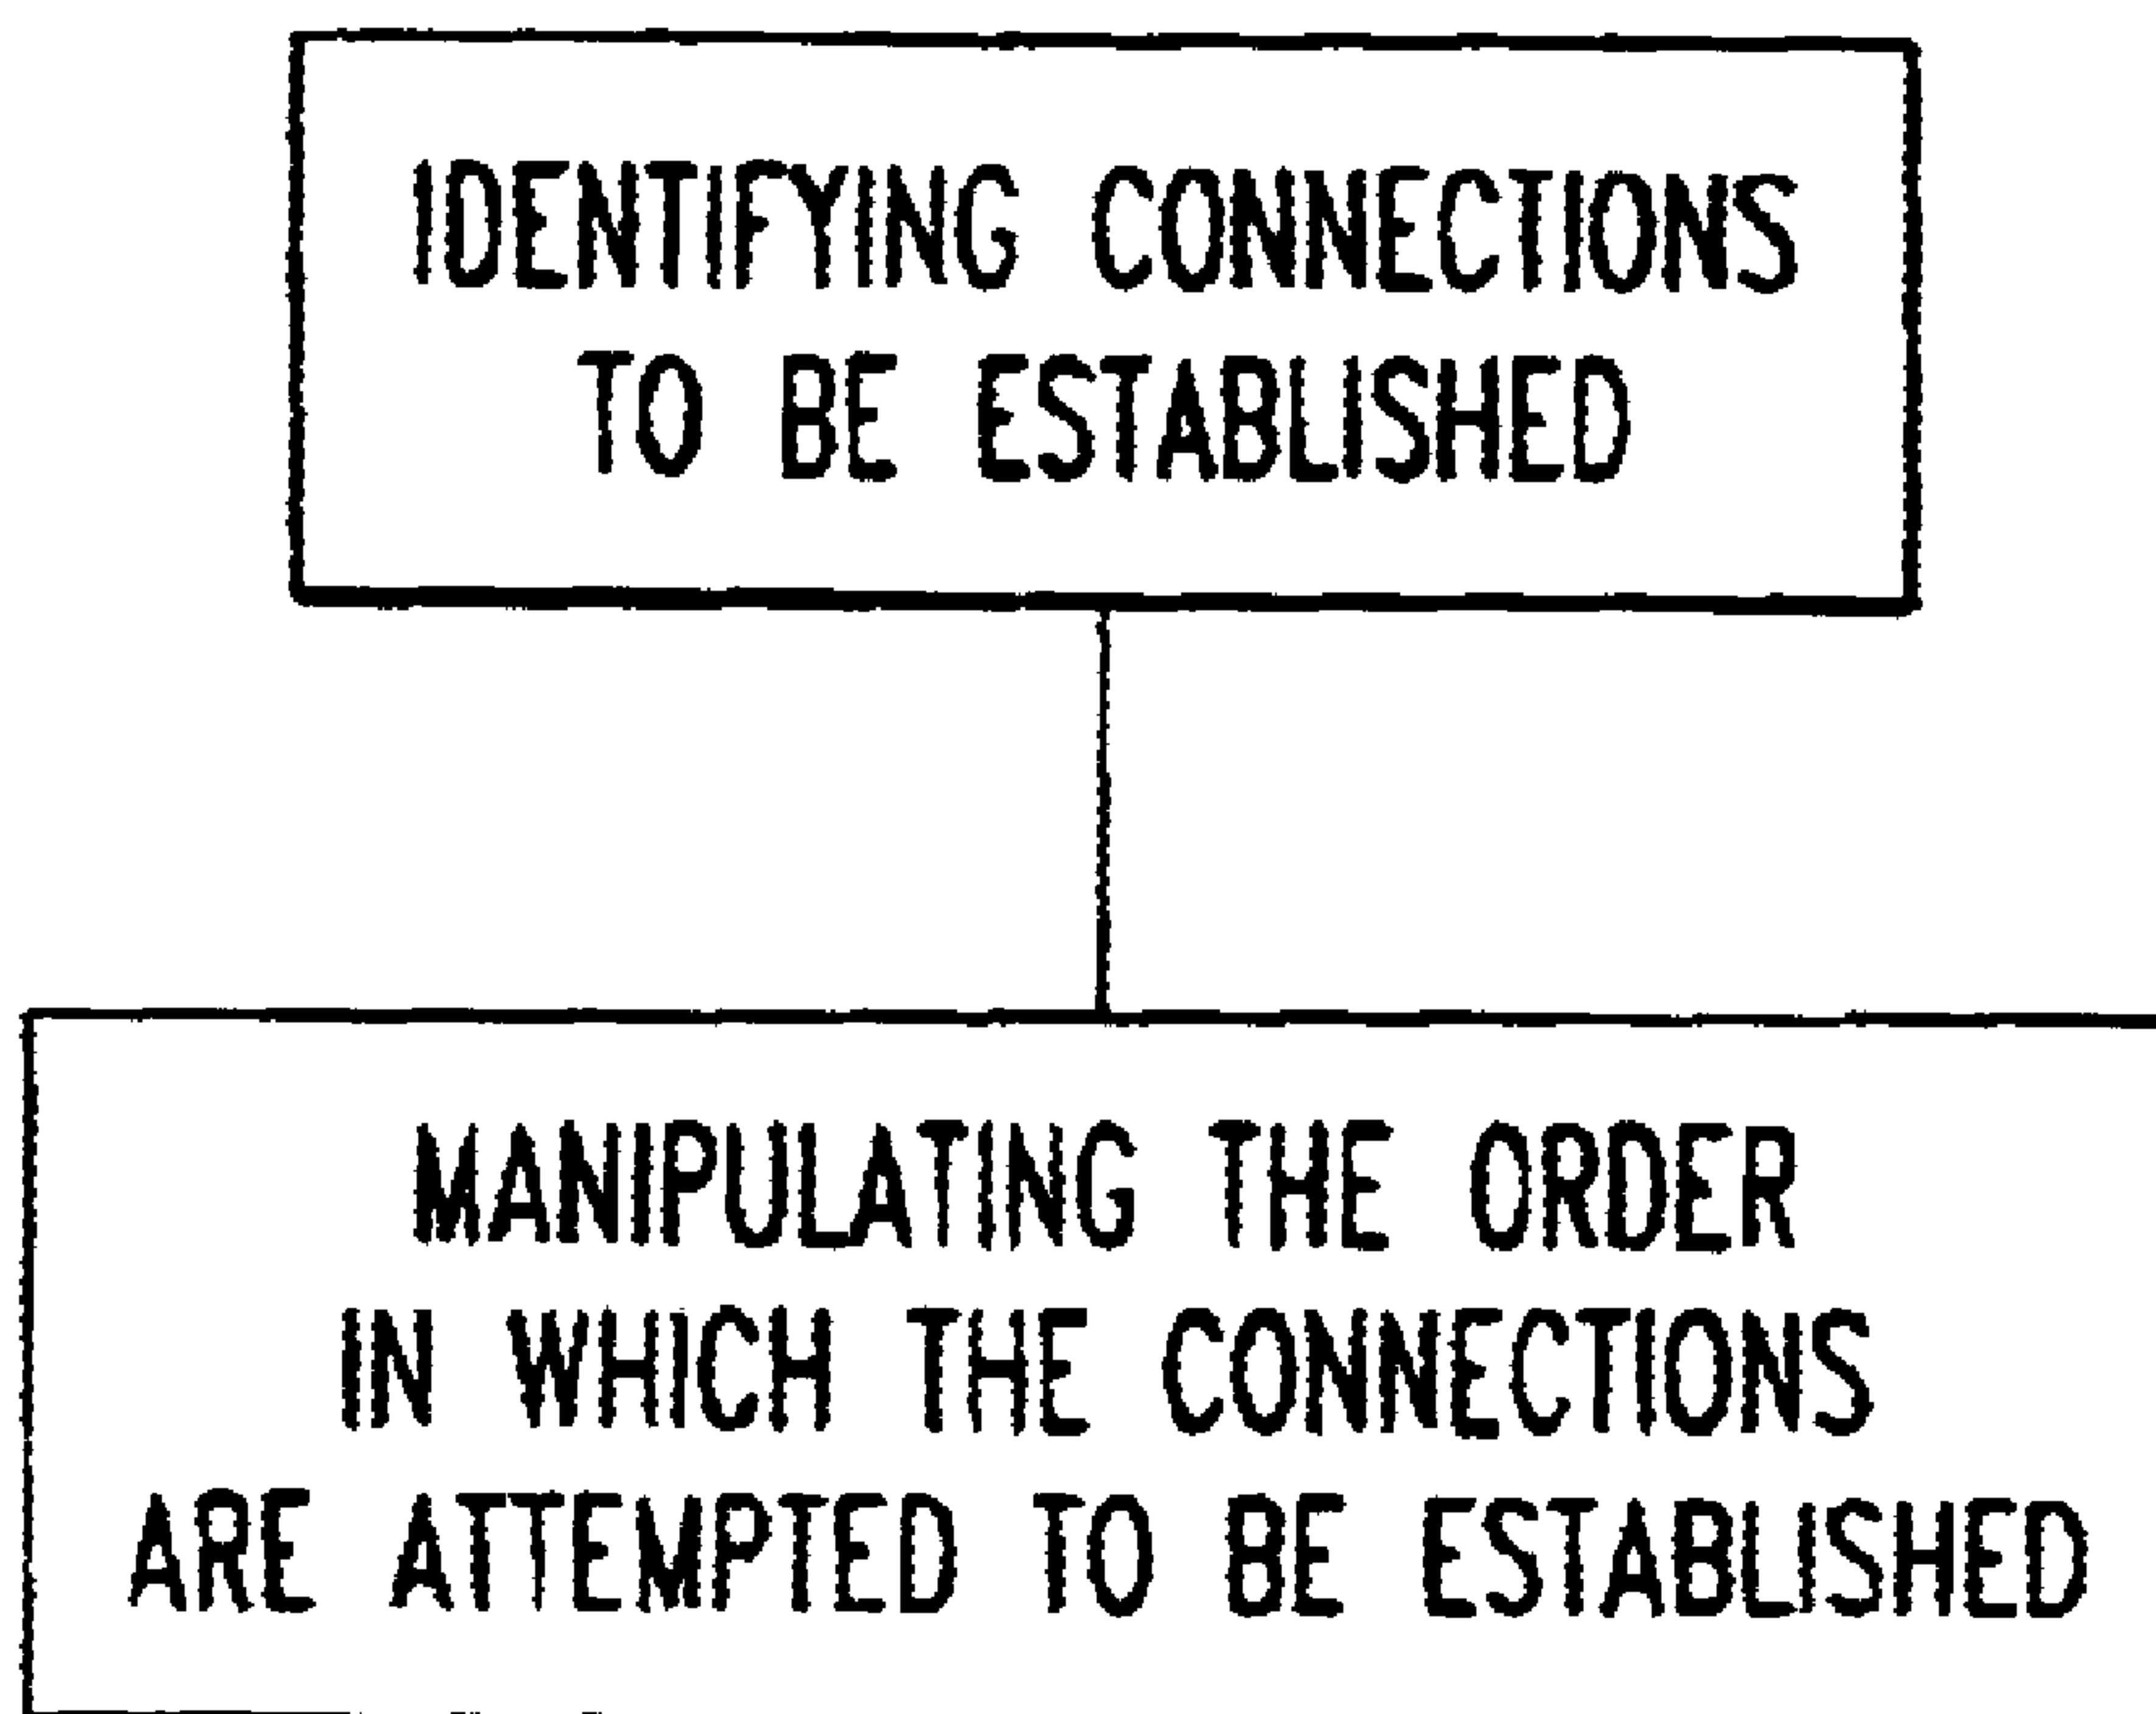 IDENTIFYING CONNECTIONS
TO BE ESTABLISHED
MANIPULATING THE ORDER
IN WHICH THE CONNECTIONS
ARE ATTEMPTED TO BE ESTABLISHED